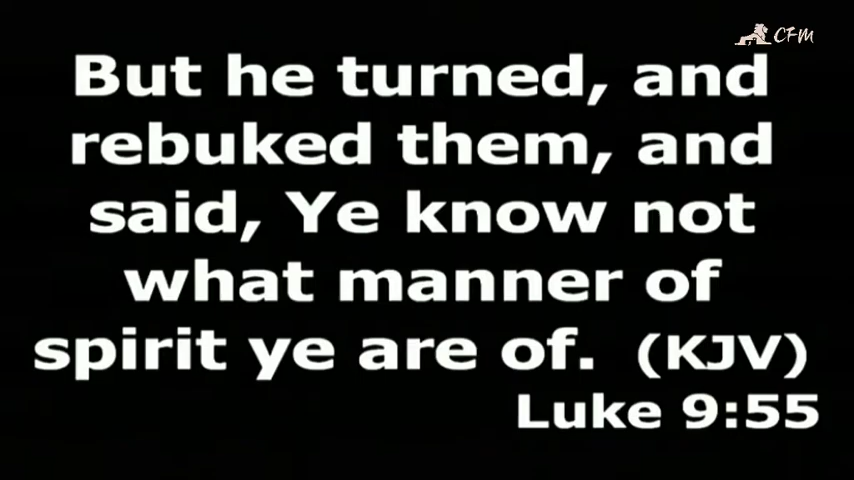 CFM
But he turned, and
rebuked them, and
said, Ye know not
what manner of
spirit ye are of. (KJV)
Luke 9:55